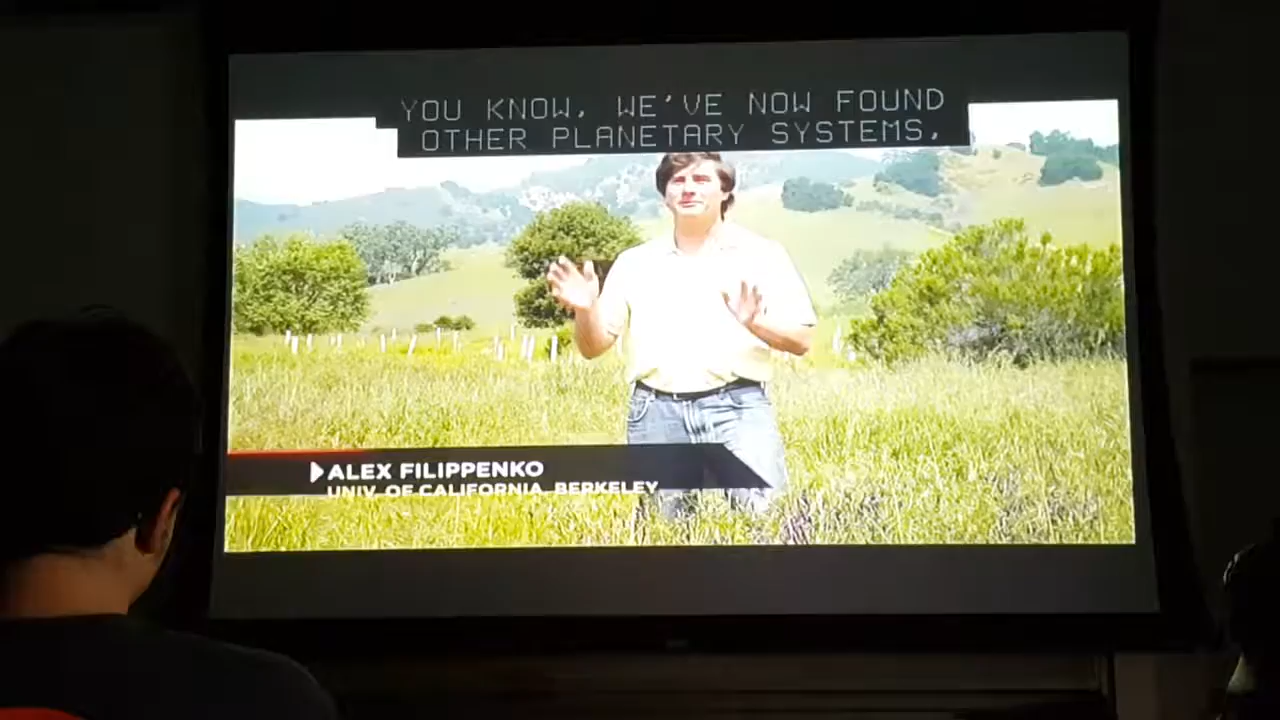 YOU KNOW, WE'VE NOW FOUND
OTHER PLANETARY SYSTEMS,
ALEX FILIPPENKO
UNIV. OF CALIFORNIA, BERKELEY